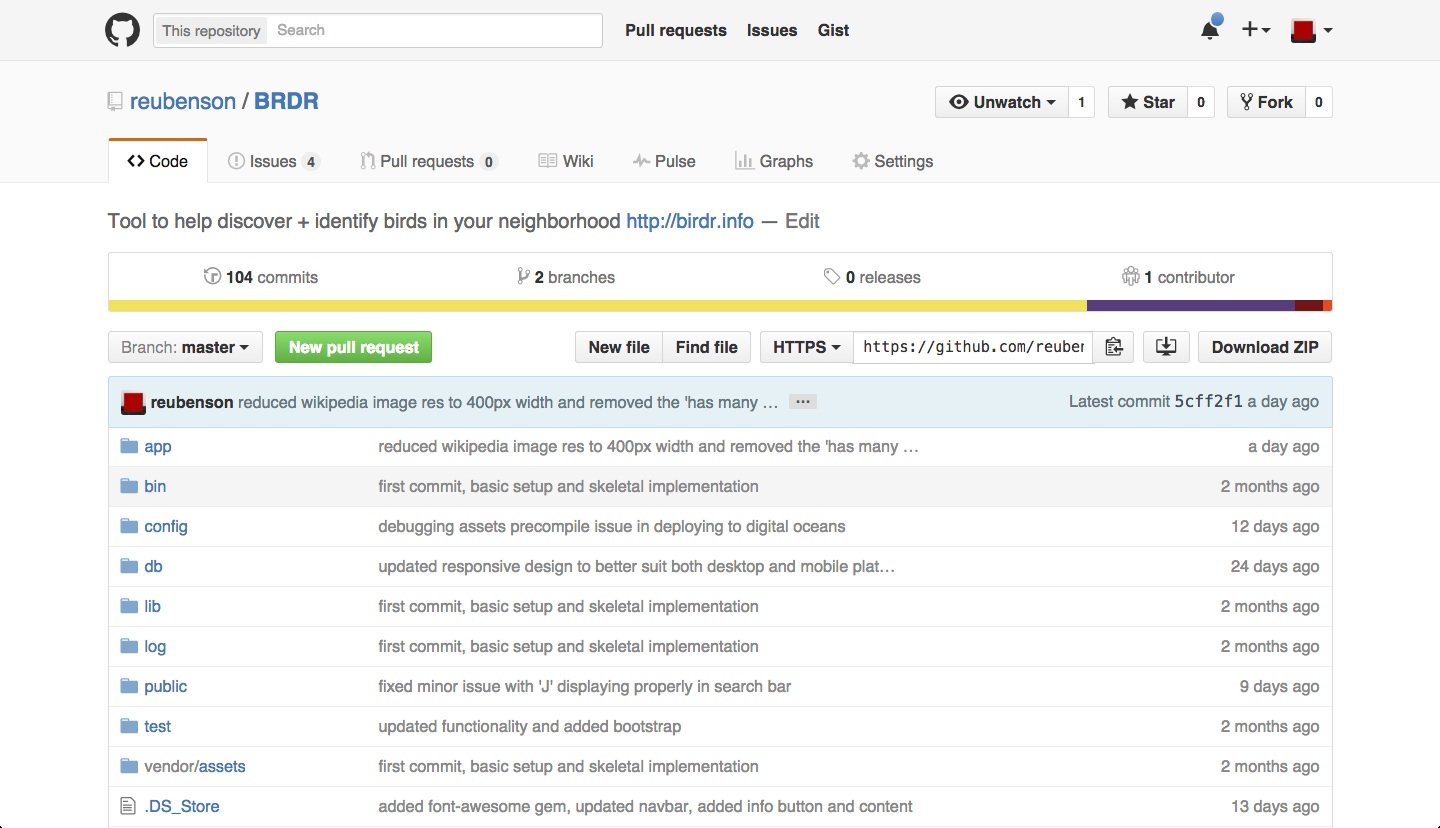 This repository Search Pull requests Issues Gist
reubenson / BRDR Unwatch 1 Star 0 Fork 0
Code Issues 4 Pull requests 0 Wiki Pulse Graphs Settings
Tool to help discover + identify birds in your neighborhood http://birdr.info — Edit
104 commits 2 branches 0 releases 1 contributor
Branch: master New pull request New file Find file HTTPS https://github.com/reuben Download ZIP
reubenson reduced wikipedia image res to 400px width and removed the 'has many … ... Latest commit 5cff2f1 a day ago
app reduced wikipedia image res to 400px width and removed the 'has many … a day ago
bin first commit, basic setup and skeletal implementation 2 months ago
config debugging assets precompile issue in deploying to digital oceans 12 days ago
db updated responsive design to better suit both desktop and mobile plat… 24 days ago
lib first commit, basic setup and skeletal implementation 2 months ago
log first commit, basic setup and skeletal implementation 2 months ago
public fixed minor issue with 'J' displaying properly in search bar 9 days ago
test updated functionality and added bootstrap 2 months ago
vendor/assets first commit, basic setup and skeletal implementation 2 months ago
.DS_Store added font-awesome gem, updated navbar, added info button and content 13 days ago